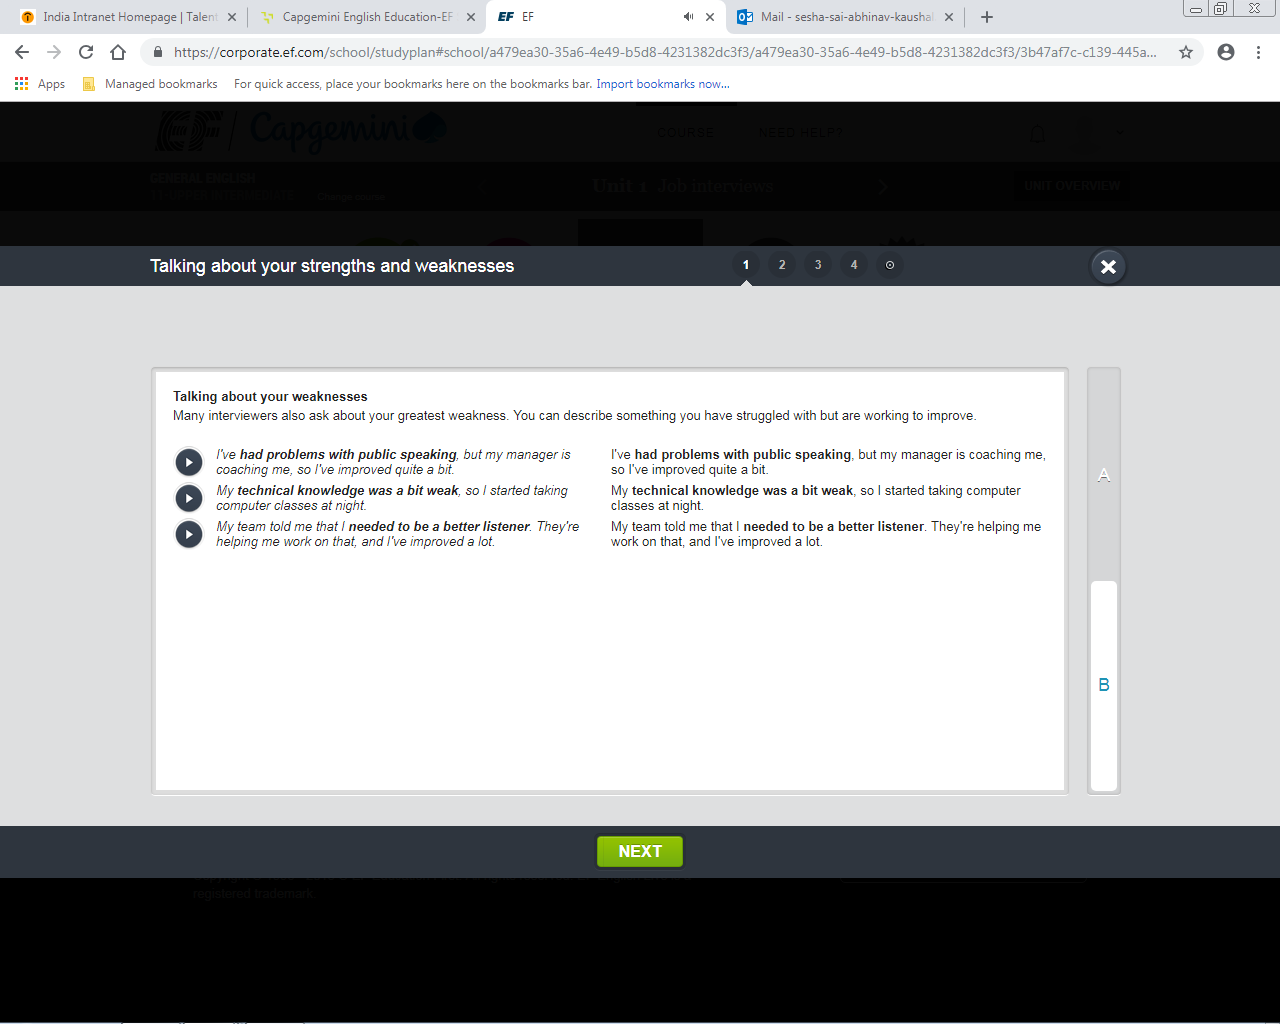 India Intranet Homepage | Talent
Capgemini English Education-EF
EF EF
Mail - sesha-sai-abhinav-kaushal
https://corporate.ef.com/school/studyplan#school/a479ea30-35a6-4e49-b5d8-4231382dc3f3/a479ea30-35a6-4e49-b5d8-4231382dc3f3/3b47af7c-c139-445a...
Apps Managed bookmarks For quick access, place your bookmarks here on the bookmarks bar. Import bookmarks now...
EF Capgemini COURSE NEED HELP?
GENERAL ENGLISH
Unit 1 Job interviews
UNIT OVERVIEW
Change course
Talking about your strengths and weaknesses 1 2 3 4
Talking about your weaknesses
Many interviewers also ask about your greatest weakness. You can describe something you have struggled with but are working to improve.
I've had problems with public speaking, but my manager is
coaching me, so I've improved quite a bit.
My technical knowledge was a bit weak, so I started taking
computer classes at night.
My team told me that I needed to be a better listener. They're
helping me work on that, and I've improved a lot.
I've had problems with public speaking, but my manager is coaching me,
so I've improved quite a bit.
My technical knowledge was a bit weak, so I started taking computer
classes at night.
My team told me that I needed to be a better listener. They're helping me
work on that, and I've improved a lot.
A
B
NEXT
registered trademark